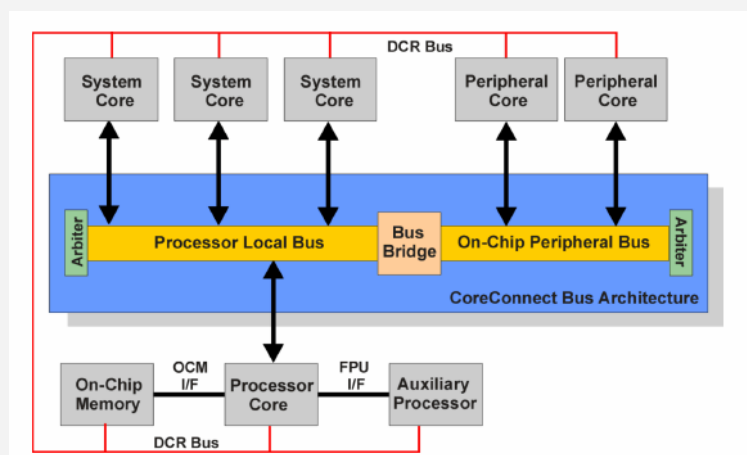 DCR Bus
System
Core
System
Core
System
Core
Peripheral
Core
Peripheral
Core
Arbiter
Processor Local Bus
Bus
Bridge
On-Chip Peripheral Bus
Arbiter
CoreConnect Bus Architecture
On-Chip
Memory
OCM
I/F
Processor
Core
FPU
I/F
Auxiliary
Processor
DCR Bus